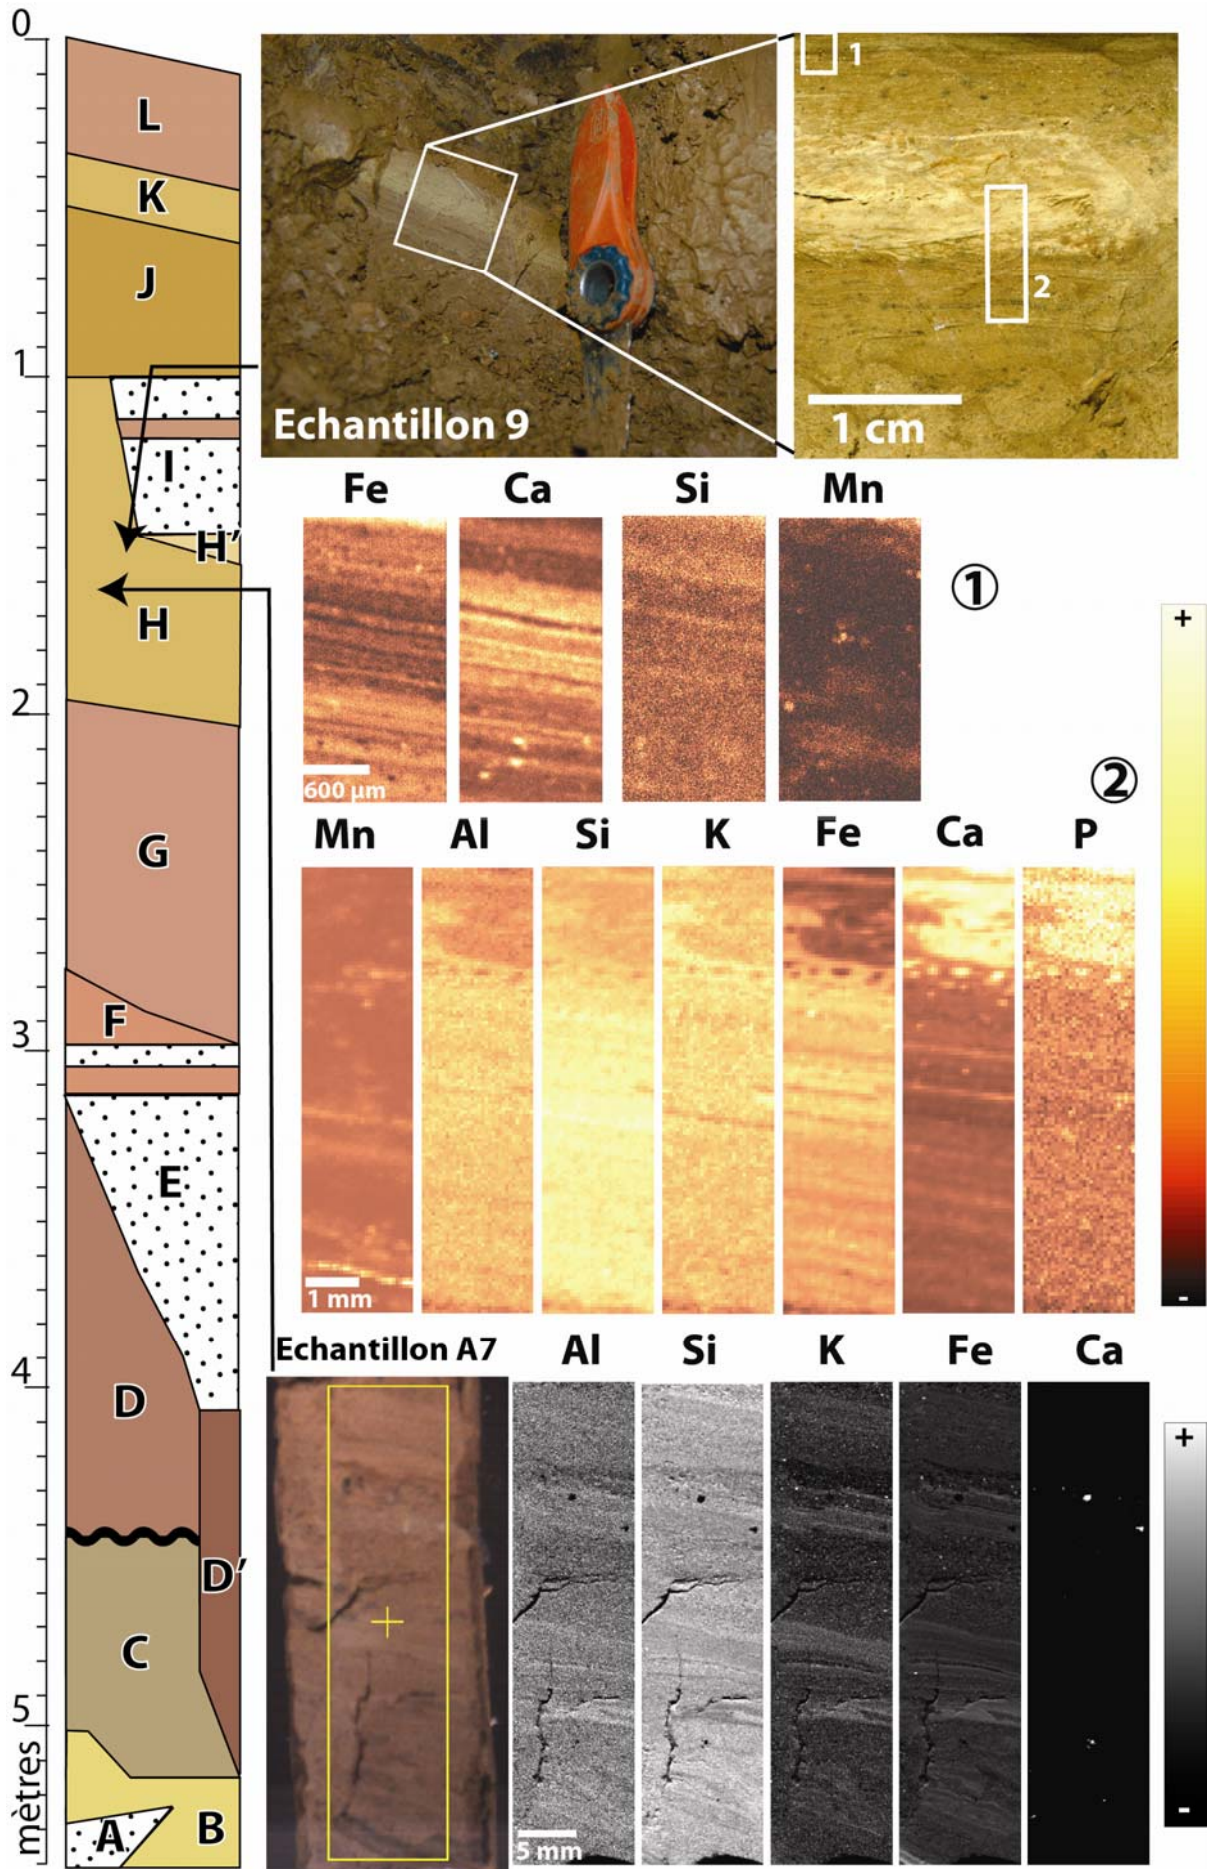 0
L
K
J
1
I
H'
H
2
G
F
3
E
4
D
D'
C
5
mètres
A
B
Echantillon 9
1
2
1 cm
Fe Ca Si Mn
①
600 µm
②
Mn Al Si K Fe Ca P
1 mm
+
-
Echantillon A7 Al Si K Fe Ca
5 mm
+
-